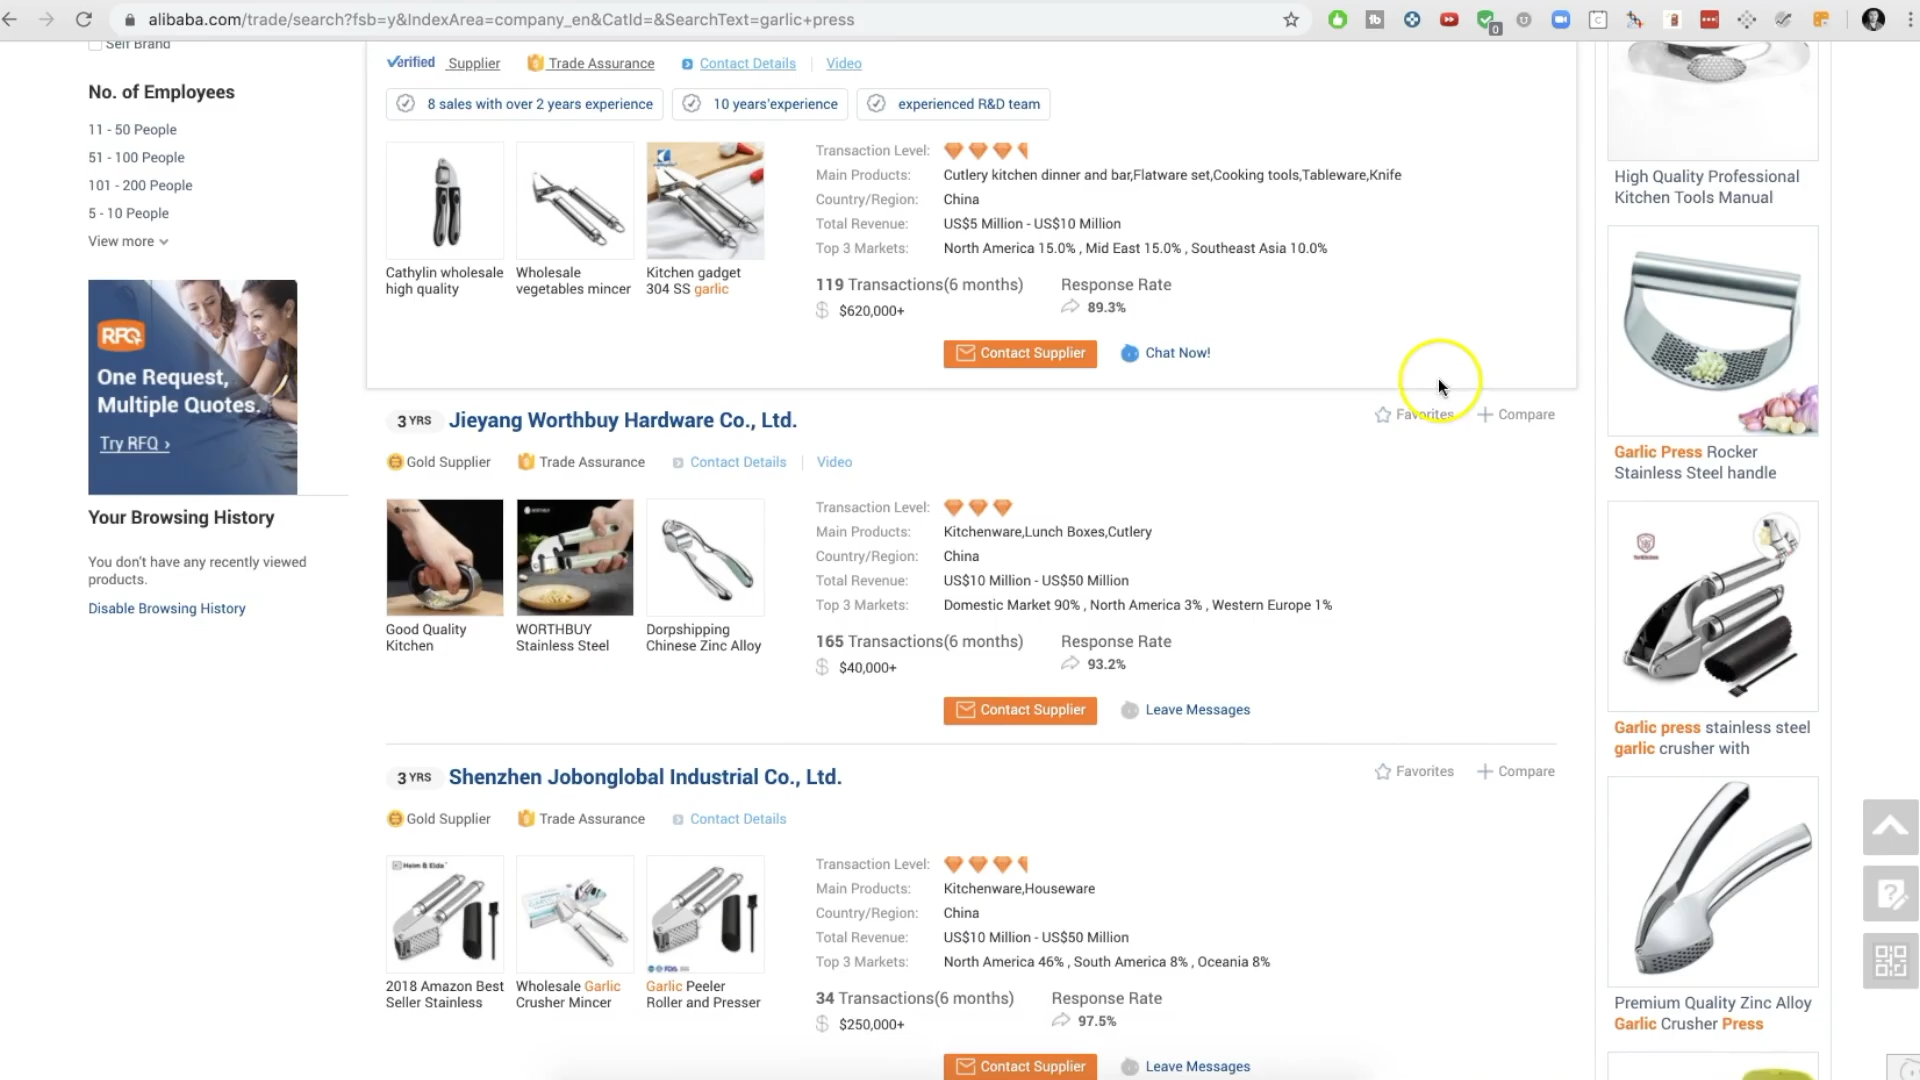 alibaba.com/trade/search?fsb=y&IndexArea=company_en&CatId=&SearchText=garlic+press
0
Self Brand
No. of Employees
11 - 50 People
51 - 100 People
101 - 200 People
5 - 10 People
View more
RFQ
One Request,
Multiple Quotes.
Try RFQ ›
Your Browsing History
You don't have any recently viewed
products.
Disable Browsing History
Verified Supplier Trade Assurance Contact Details Video
8 sales with over 2 years experience 10 years'experience experienced R&D team
Cathylin wholesale
high quality
Wholesale
vegetables mincer
Kitchen gadget
304 SS garlic
Transaction Level:
Main Products: Cutlery kitchen dinner and bar,Flatware set,Cooking tools,Tableware,Knife
Country/Region: China
Total Revenue: US$5 Million - US$10 Million
Top 3 Markets: North America 15.0% , Mid East 15.0% , Southeast Asia 10.0%
119 Transactions(6 months) Response Rate
$ $620,000+ 89.3%
Contact Supplier Chat Now!
3 YRS Jieyang Worthbuy Hardware Co., Ltd. Favorites Compare
Gold Supplier Trade Assurance Contact Details Video
Good Quality
Kitchen
WORTHBUY
Stainless Steel
Dorpshipping
Chinese Zinc Alloy
Transaction Level:
Main Products: Kitchenware,Lunch Boxes,Cutlery
Country/Region: China
Total Revenue: US$10 Million - US$50 Million
Top 3 Markets: Domestic Market 90% , North America 3% , Western Europe 1%
165 Transactions(6 months) Response Rate
$ $40,000+ 93.2%
Contact Supplier Leave Messages
3 YRS Shenzhen Jobonglobal Industrial Co., Ltd. Favorites Compare
Gold Supplier Trade Assurance Contact Details
2018 Amazon Best
Seller Stainless
Wholesale Garlic
Crusher Mincer
Garlic Peeler
Roller and Presser
Transaction Level:
Main Products: Kitchenware,Houseware
Country/Region: China
Total Revenue: US$10 Million - US$50 Million
Top 3 Markets: North America 46% , South America 8% , Oceania 8%
34 Transactions(6 months) Response Rate
$ $250,000+ 97.5%
Contact Supplier Leave Messages
High Quality Professional
Kitchen Tools Manual
Garlic Press Rocker
Stainless Steel handle
Garlic press stainless steel
garlic crusher with
Premium Quality Zinc Alloy
Garlic Crusher Press